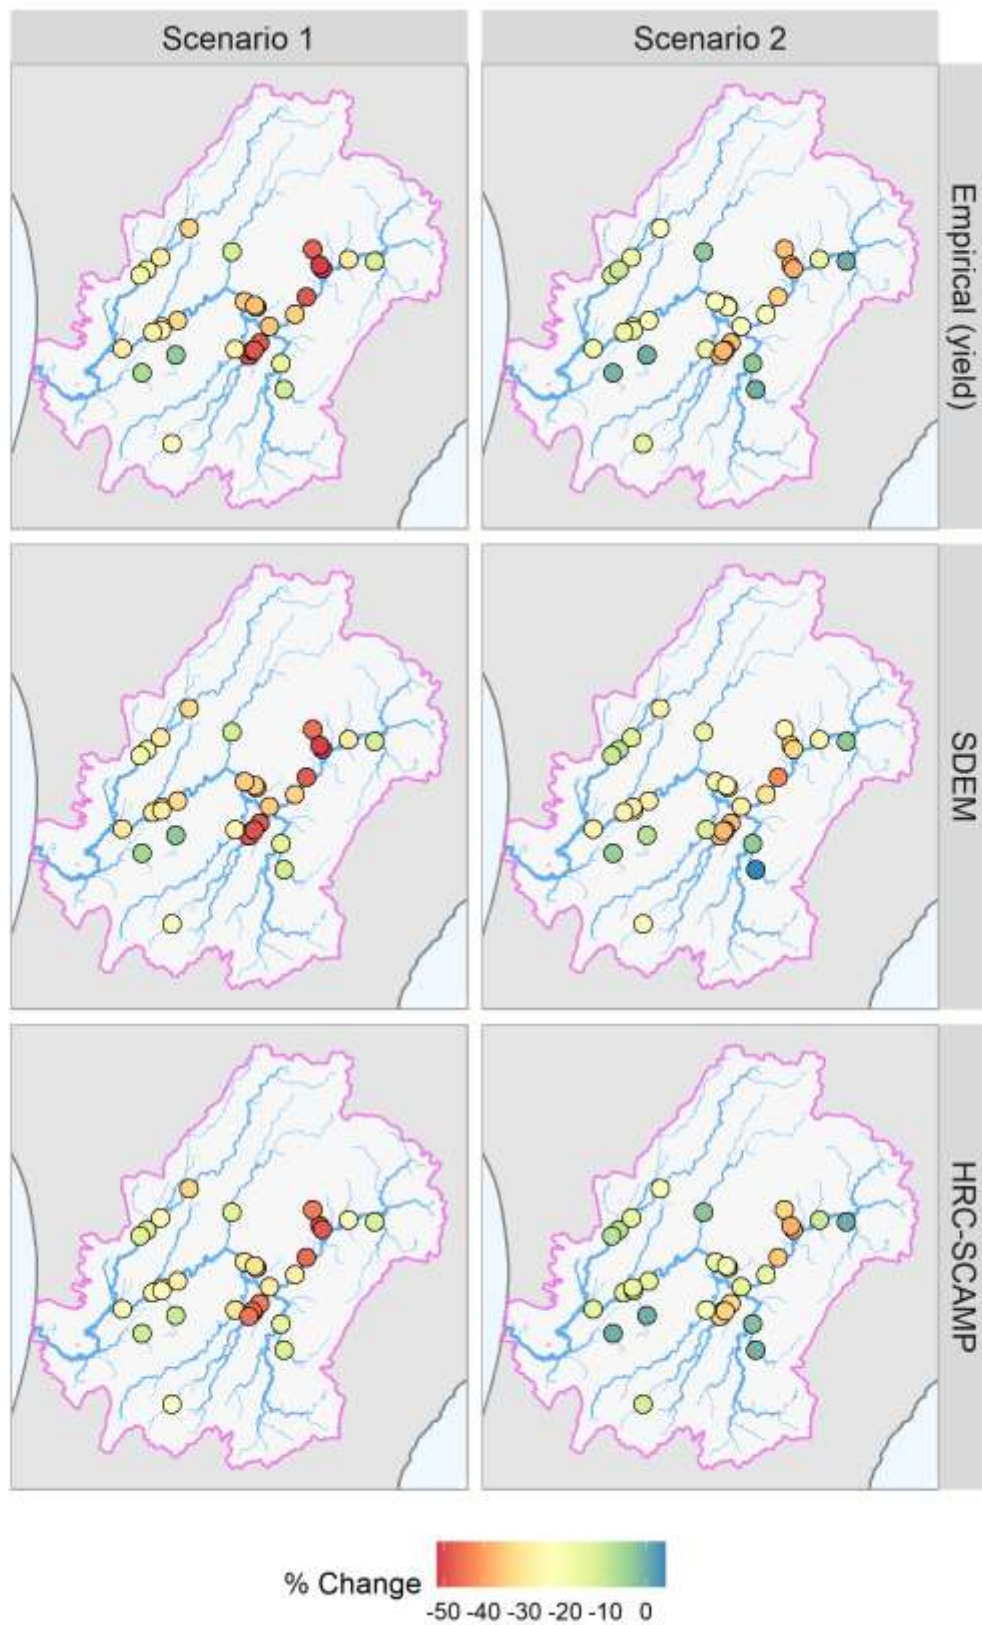 Scenario 1
Scenario 2
Empirical (yield)
SDEM
HRC-SCAMP
% Change
-50 -40 -30 -20 -10 0